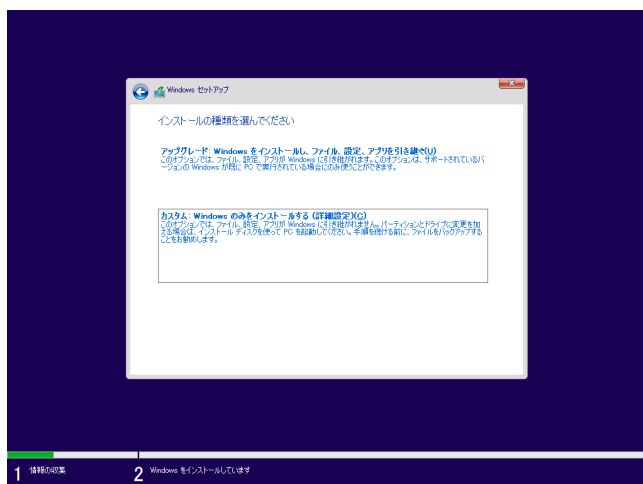 Windows セットアップ
インストールの種類を選んでください
アップグレード: Windows をインストールし、ファイル、設定、アプリを引き継ぐ(U)
このオプションでは、ファイル、設定、アプリが Windows に引き継がれます。このオプションは、サポートされているバ
ージョンの Windows が既に PC で実行されている場合にのみ使うことができます。
カスタム: Windows のみをインストールする (詳細設定)(C)
このオプションでは、ファイル、設定、アプリが Windows に引き継がれません。パーティションとドライブに変更を加
える場合は、インストール ディスクを使って PC を起動してください。手順を続ける前に、ファイルをバックアップする
ことをお勧めします。
1 情報の収集
2 Windows をインストールしています